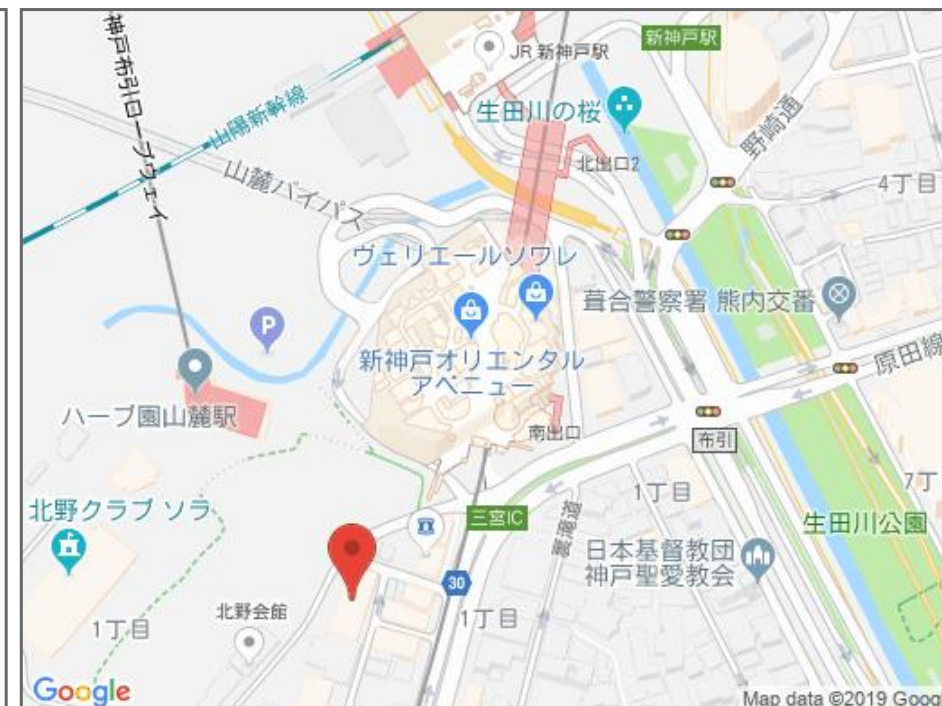 神戸布引ロープウェイ
JR 新神戸駅
新神戸駅
山陽新幹線
生田川の桜
野崎通
北出口2
山麓バイパス
4丁目
ヴェリエールソワレ
葺合警察署 熊内交番
P
新神戸オリエンタル
アベニュー
原田線
ハーブ園山麓駅
南出口
布引
7丁
1丁目
北野クラブ ソラ
三宮IC
生田川公園
裏滝道
日本基督教団
神戸聖愛教会
30
北野会館
1丁目
1丁目
Google
Map data ©2019 Goog